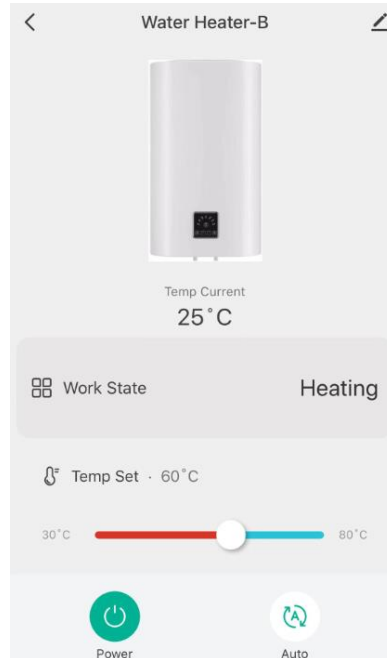 Water Heater-B
Temp Current
25°C
Work State Heating
Temp Set · 60°C
30°C 80°C
Power Auto